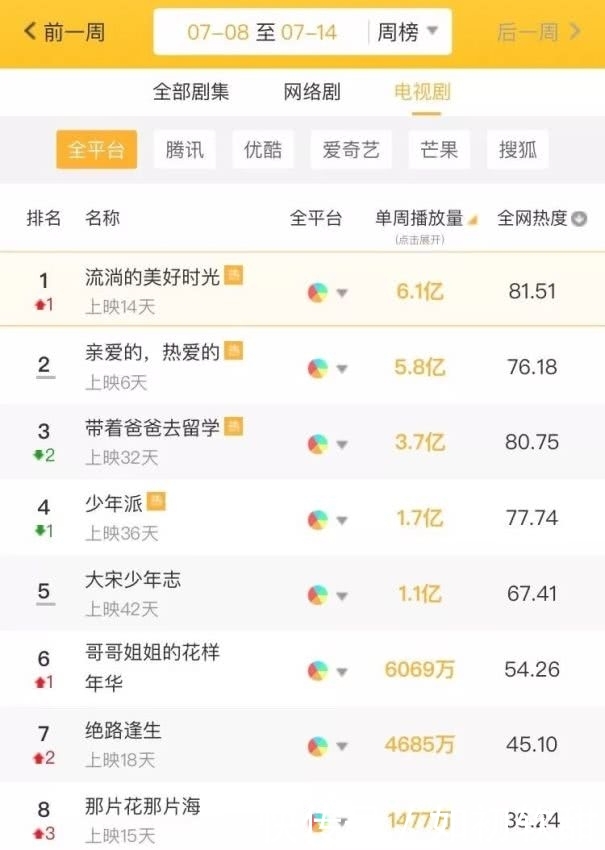 前一周 07-08 至 07-14 周榜 后一周
全部剧集 网络剧 电视剧
全平台 腾讯 优酷 爱奇艺 芒果 搜狐
排名 名称 全平台 单周播放量 全网热度
(点击展开)
1 流淌的美好时光 热 6.1亿 81.51
1 上映14天
2 亲爱的，热爱的 热 5.8亿 76.18
上映6天
3 带着爸爸去留学 热 3.7亿 80.75
2 上映32天
4 少年派 热 1.7亿 77.74
1 上映36天
5 大宋少年志 1.1亿 67.41
上映42天
6 哥哥姐姐的花样 6069万 54.26
1 年华
7 绝路逢生 4685万 45.10
2 上映18天
8 那片花那片海 1477万
3 上映15天